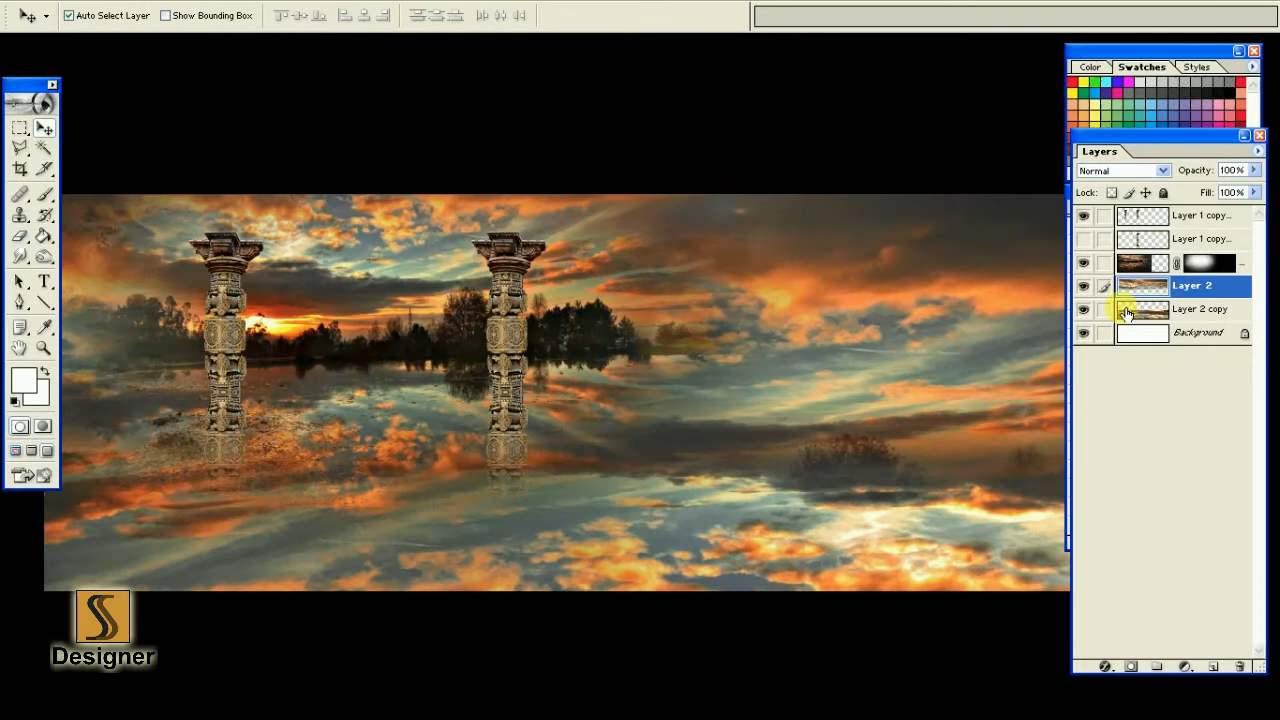 Auto Select Layer Show Bounding Box
Color Swatches Styles
Layers
Normal Opacity: 100%
Lock: Fill: 100%
Layer 1 copy...
Layer 1 copy...
Layer 2
Layer 2 copy
Background
T
S
Designer